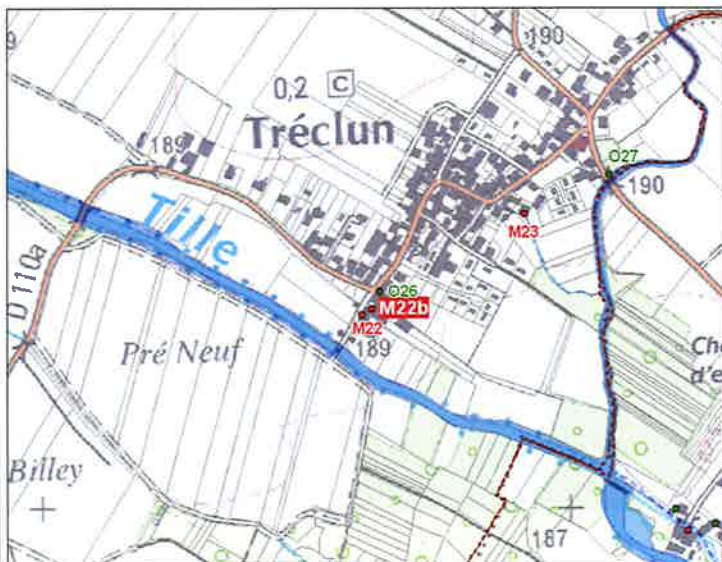 190
190
0,2 C
Tréclun
189
O27
190
M23
Tille
D 110a
O26
M22b
M22
189
Pré Neuf
Ch
d'e
Billey
187